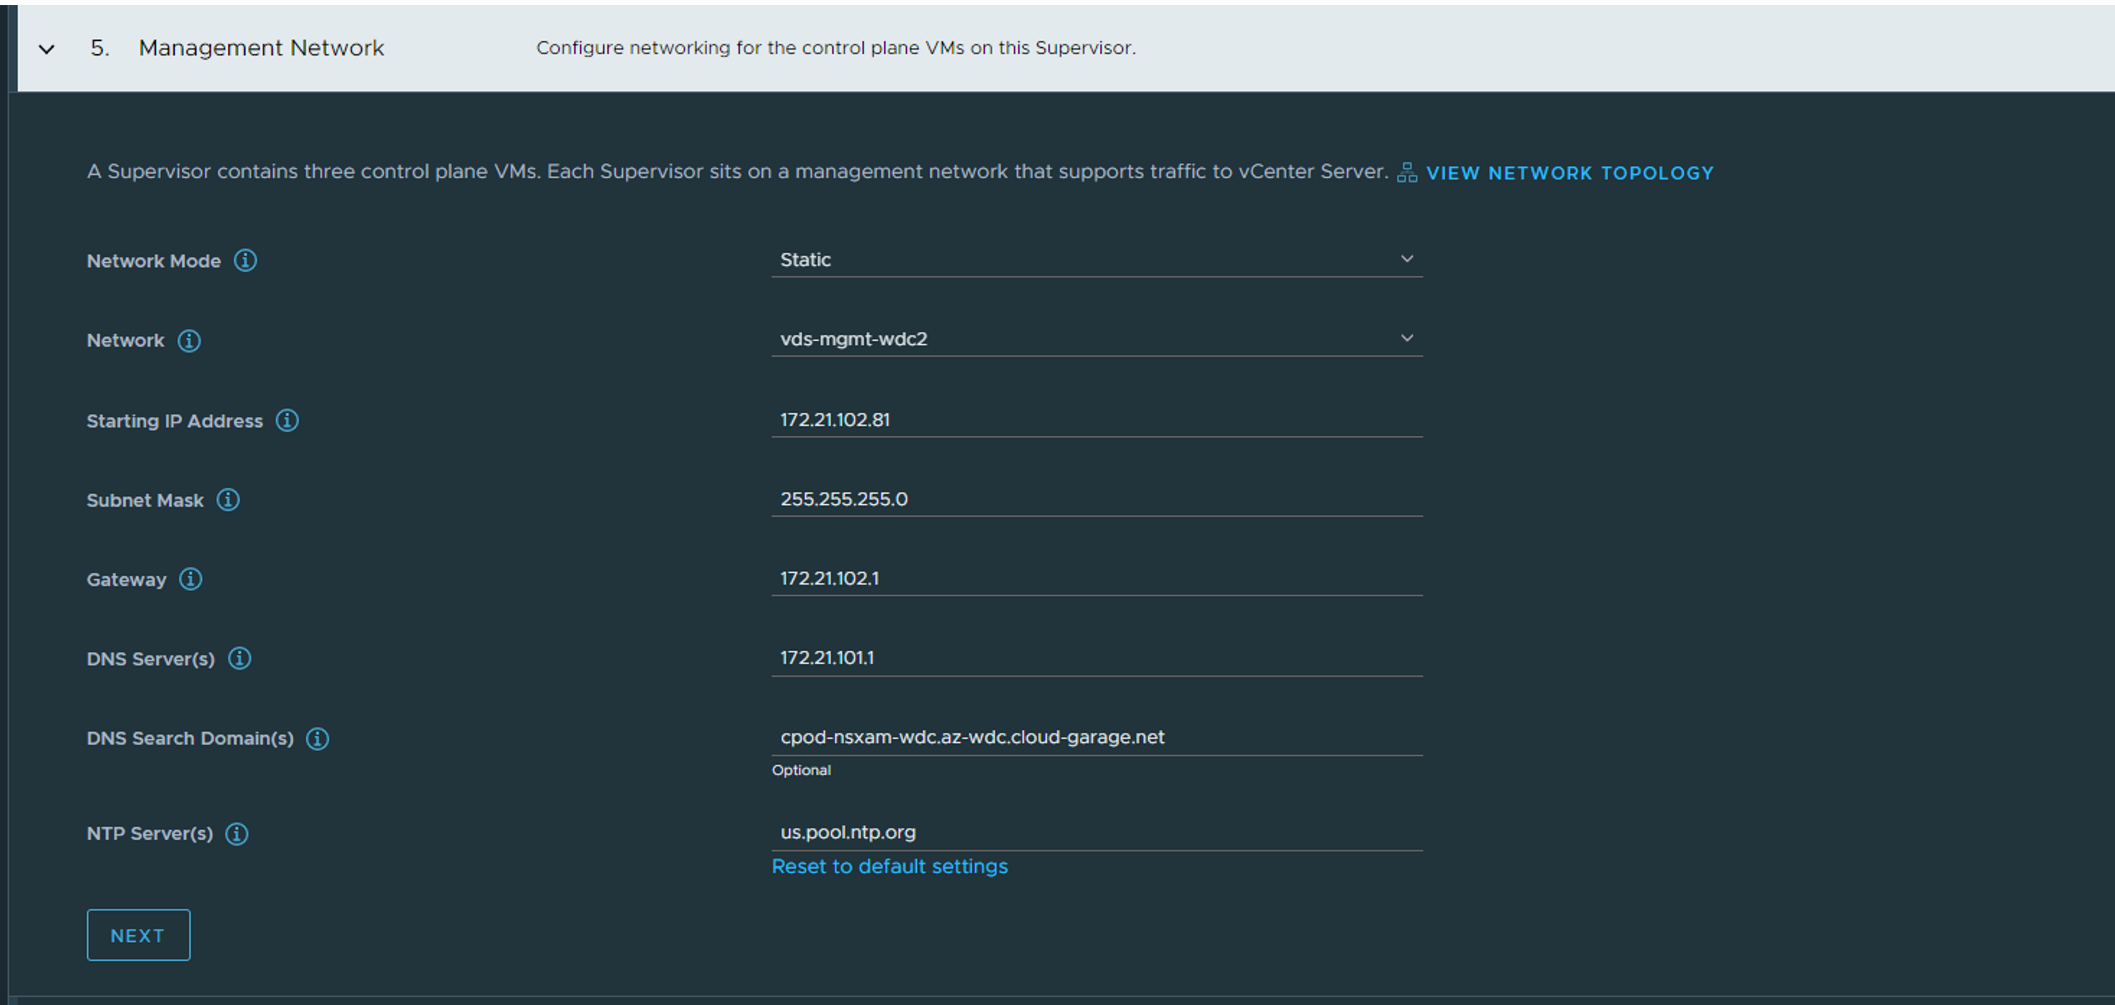 5. Management Network Configure networking for the control plane VMs on this Supervisor.
A Supervisor contains three control plane VMs. Each Supervisor sits on a management network that supports traffic to vCenter Server. VIEW NETWORK TOPOLOGY
Network Mode Static
Network vds-mgmt-wdc2
Starting IP Address 172.21.102.81
Subnet Mask 255.255.255.0
Gateway 172.21.102.1
DNS Server(s) 172.21.101.1
DNS Search Domain(s) cpod-nsxam-wdc.az-wdc.cloud-garage.net
Optional
NTP Server(s) us.pool.ntp.org
Reset to default settings
NEXT